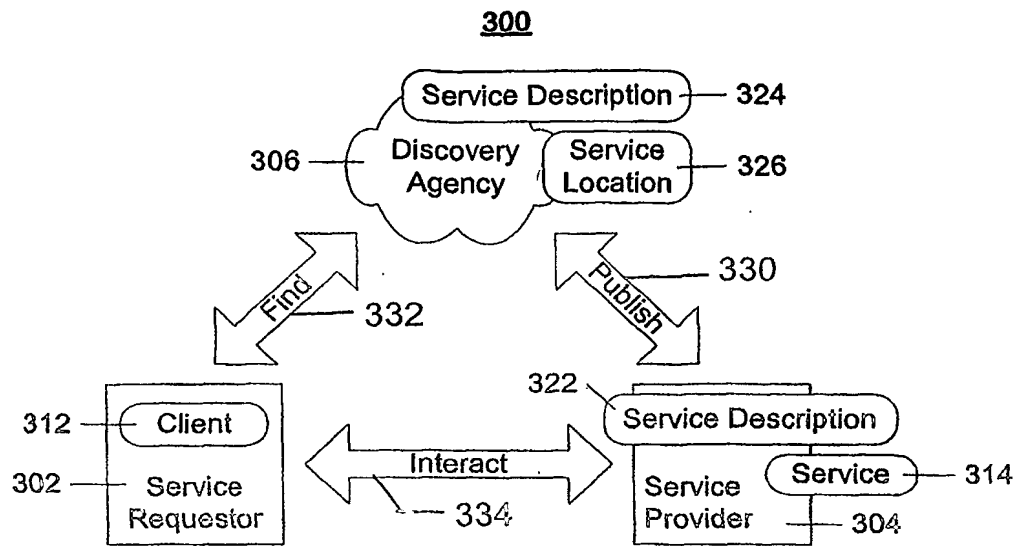 300
Service Description
324
306
Discovery
Agency
Service
Location
326
Find
332
Publish
330
312
Client
302
Service
Requestor
Interact
334
322
Service Description
Service
314
Service
Provider
304